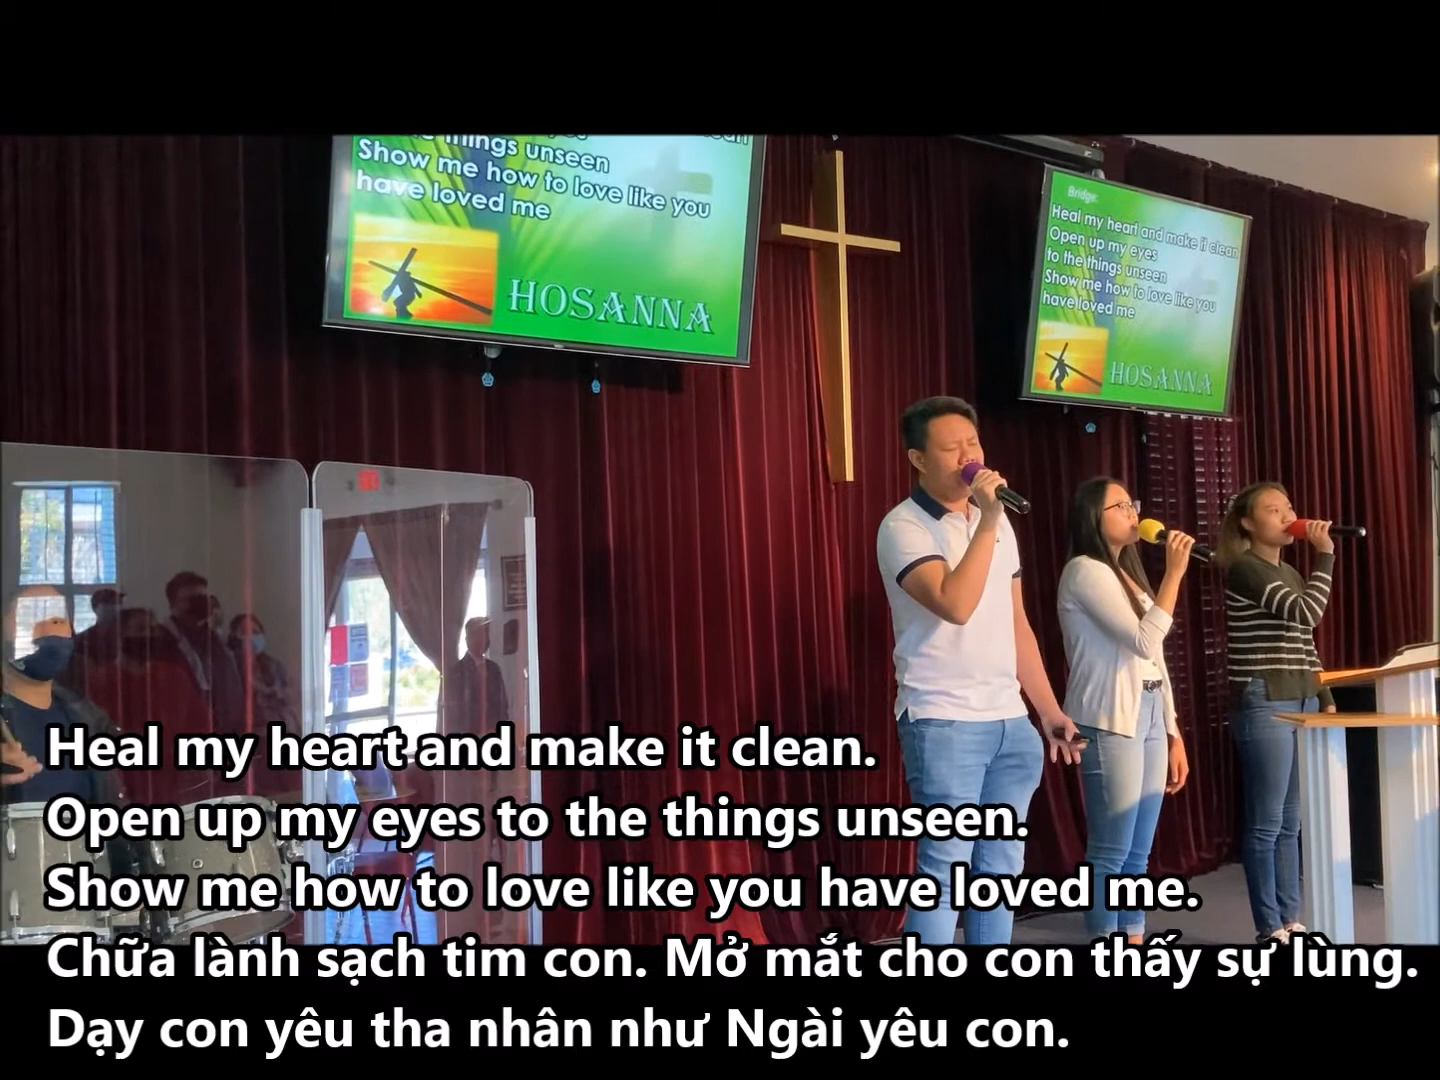 things unseen
Show me how to love like you
have loved me
HOSANNA
Bridge:
Heal my heart and make it clean
Open up my eyes
to the things unseen
Show me how to love like you
have loved me
HOSANNA
Heal my heart and make it clean.
Open up my eyes to the things unseen.
Show me how to love like you have loved me.
Chữa lành sạch tim con. Mở mắt cho con thấy sự lùng.
Dạy con yêu tha nhân như Ngài yêu con.